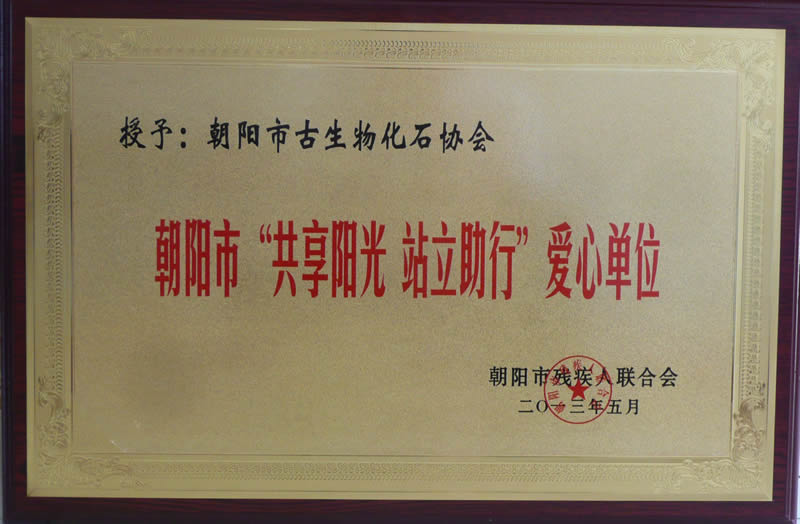 授予：朝阳市古生物化石协会
朝阳市“共享阳光 站立助行”爱心单位
朝阳市残疾人联合会
二〇一三年五月